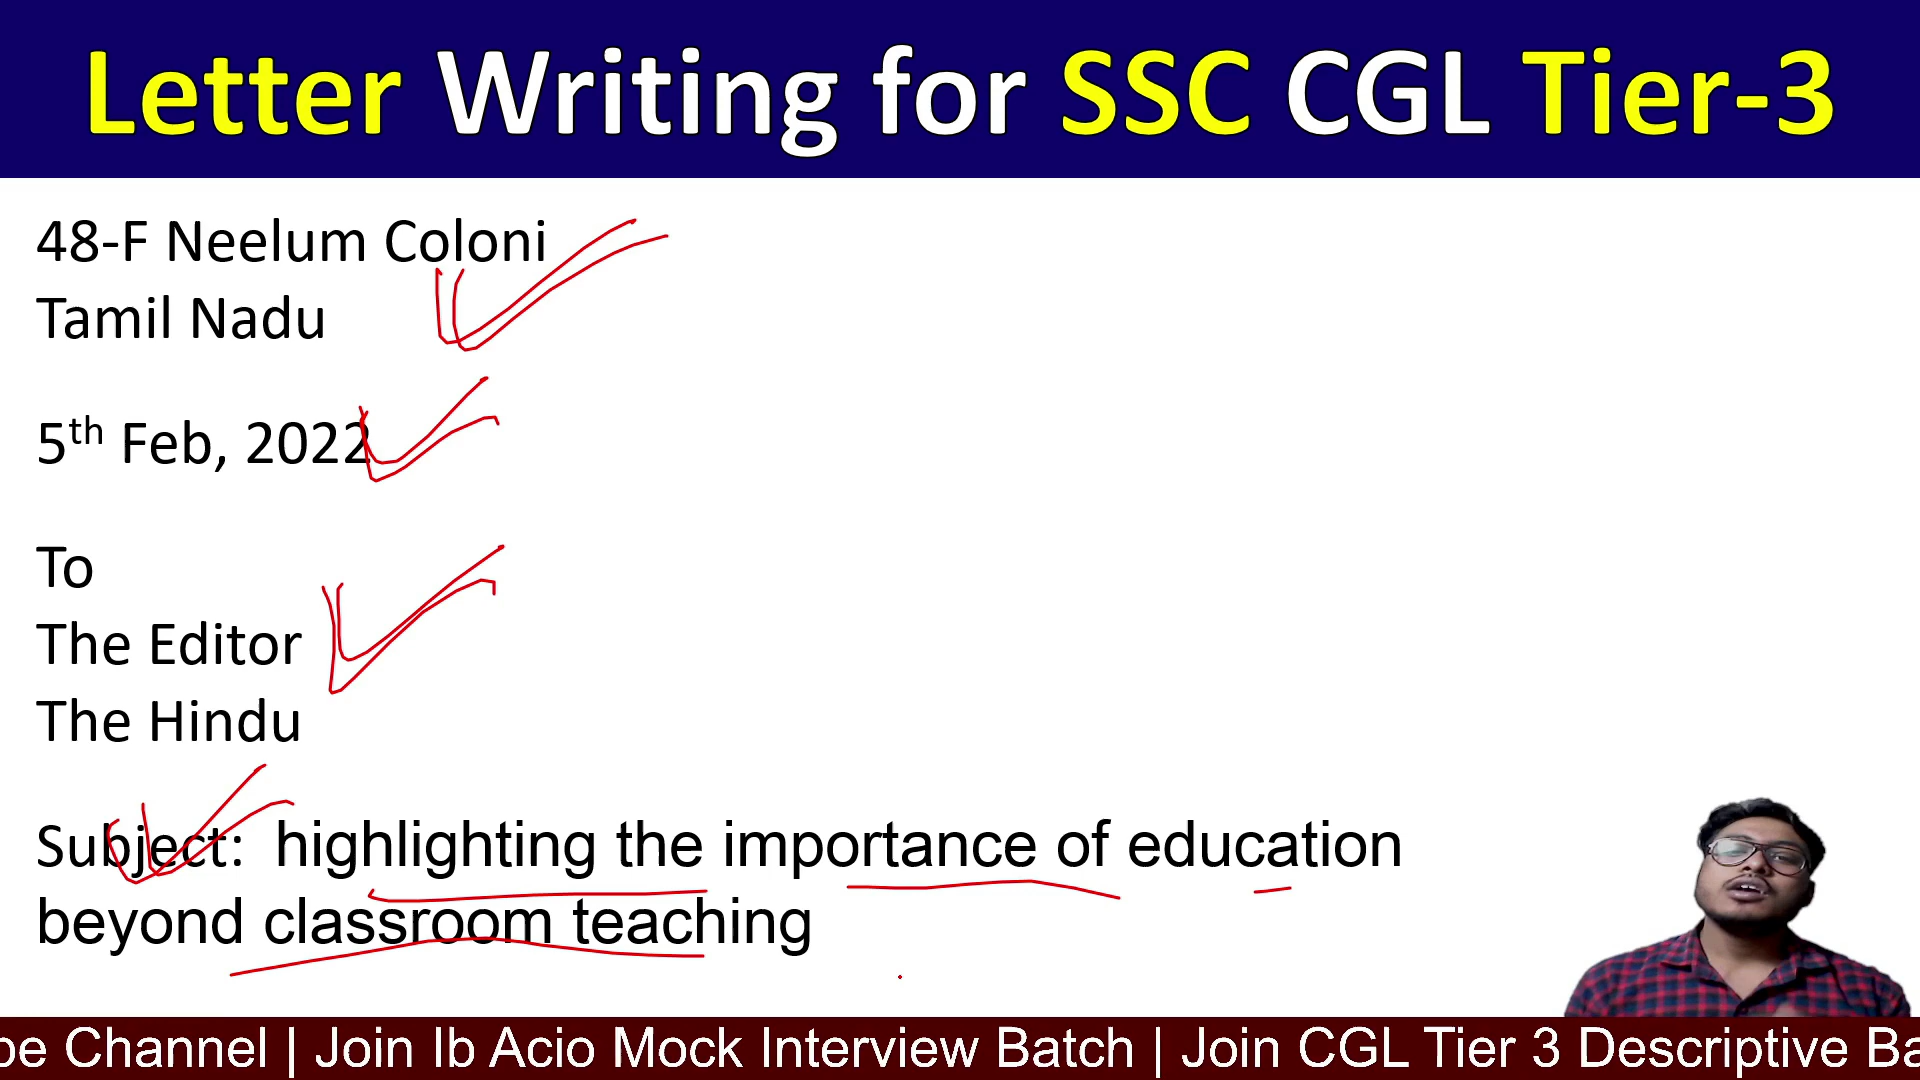 Letter Writing for SSC CGL Tier-3
48-F Neelum Coloni
Tamil Nadu
5th Feb, 2022
To
The Editor
The Hindu
Subject: highlighting the importance of education
beyond classroom teaching
Channel | Join Ib Acio Mock Interview Batch | Join CGL Tier 3 Descriptive